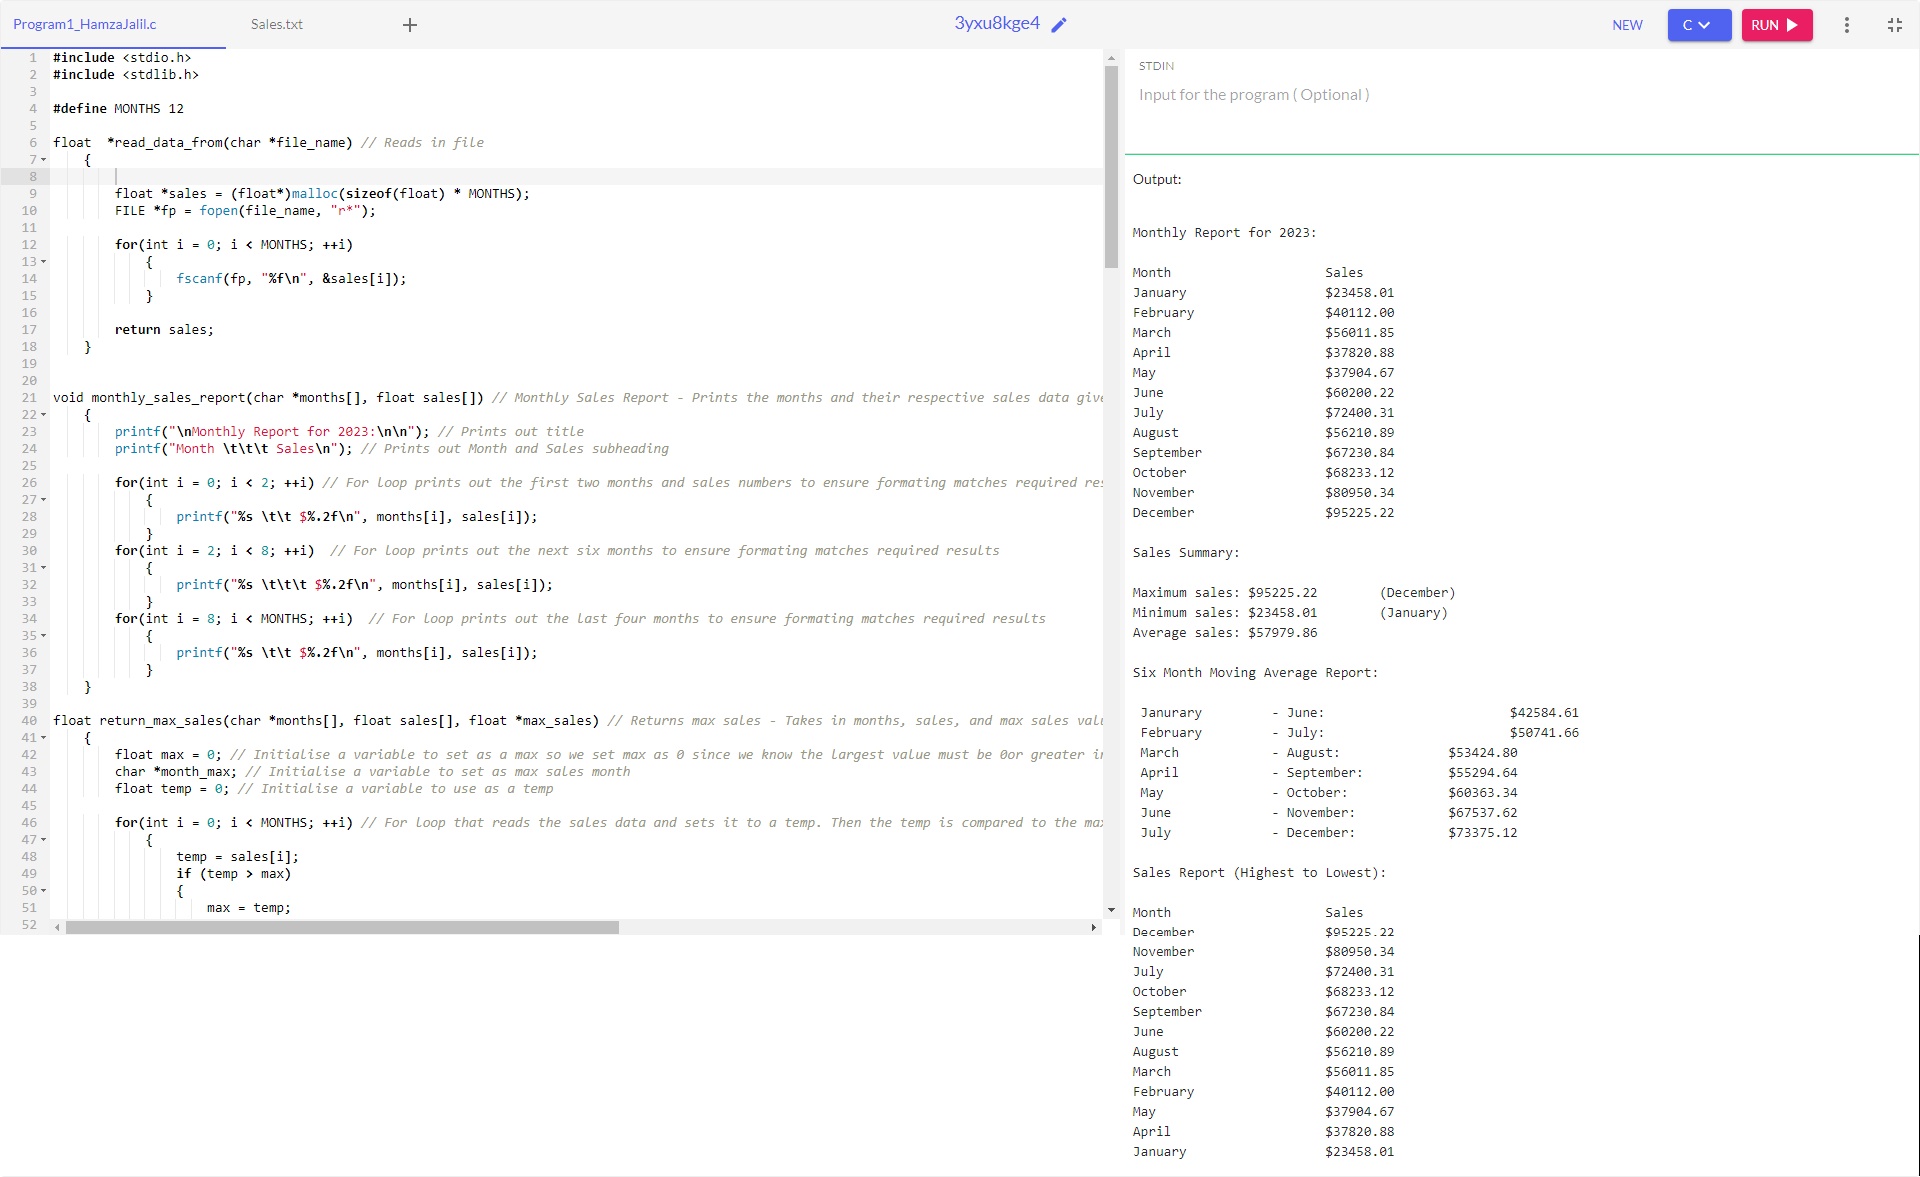 Program1_HamzaJalil.c
Sales.txt
+
3yxu8kge4
NEW
C
RUN
1 #include <stdio.h>
2 #include <stdlib.h>
3
4 #define MONTHS 12
5
6 float  *read_data_from(char *file_name) // Reads in file
7 {
8
9 float *sales = (float*)malloc(sizeof(float) * MONTHS);
10 FILE *fp = fopen(file_name, "r*");
11
12 for(int i = 0; i < MONTHS; ++i)
13 {
14 fscanf(fp, "%f\n", &sales[i]);
15 }
16
17 return sales;
18 }
19
20
21 void monthly_sales_report(char *months[], float sales[]) // Monthly Sales Report - Prints the months and their respective sales data give
22 {
23 printf("\nMonthly Report for 2023:\n\n"); // Prints out title
24 printf("Month \t\t\t Sales\n"); // Prints out Month and Sales subheading
25
26 for(int i = 0; i < 2; ++i) // For loop prints out the first two months and sales numbers to ensure formating matches required res
27 {
28 printf("%s \t\t $%.2f\n", months[i], sales[i]);
29 }
30 for(int i = 2; i < 8; ++i)  // For loop prints out the next six months to ensure formating matches required results
31 {
32 printf("%s \t\t\t $%.2f\n", months[i], sales[i]);
33 }
34 for(int i = 8; i < MONTHS; ++i)  // For loop prints out the last four months to ensure formating matches required results
35 {
36 printf("%s \t\t $%.2f\n", months[i], sales[i]);
37 }
38 }
39
40 float return_max_sales(char *months[], float sales[], float *max_sales) // Returns max sales - Takes in months, sales, and max sales valu
41 {
42 float max = 0; // Initialise a variable to set as a max so we set max as 0 since we know the largest value must be 0or greater in
43 char *month_max; // Initialise a variable to set as max sales month
44 float temp = 0; // Initialise a variable to use as a temp
45
46 for(int i = 0; i < MONTHS; ++i) // For loop that reads the sales data and sets it to a temp. Then the temp is compared to the max
47 {
48 temp = sales[i];
49 if (temp > max)
50 {
51 max = temp;
52
STDIN
Input for the program ( Optional )
Output:
Monthly Report for 2023:
Month Sales
January $23458.01
February $40112.00
March $56011.85
April $37820.88
May $37904.67
June $60200.22
July $72400.31
August $56210.89
September $67230.84
October $68233.12
November $80950.34
December $95225.22
Sales Summary:
Maximum sales: $95225.22 (December)
Minimum sales: $23458.01 (January)
Average sales: $57979.86
Six Month Moving Average Report:
Janurary - June: $42584.61
February - July: $50741.66
March - August: $53424.80
April - September: $55294.64
May - October: $60363.34
June - November: $67537.62
July - December: $73375.12
Sales Report (Highest to Lowest):
Month Sales
December $95225.22
November $80950.34
July $72400.31
October $68233.12
September $67230.84
June $60200.22
August $56210.89
March $56011.85
February $40112.00
May $37904.67
April $37820.88
January $23458.01